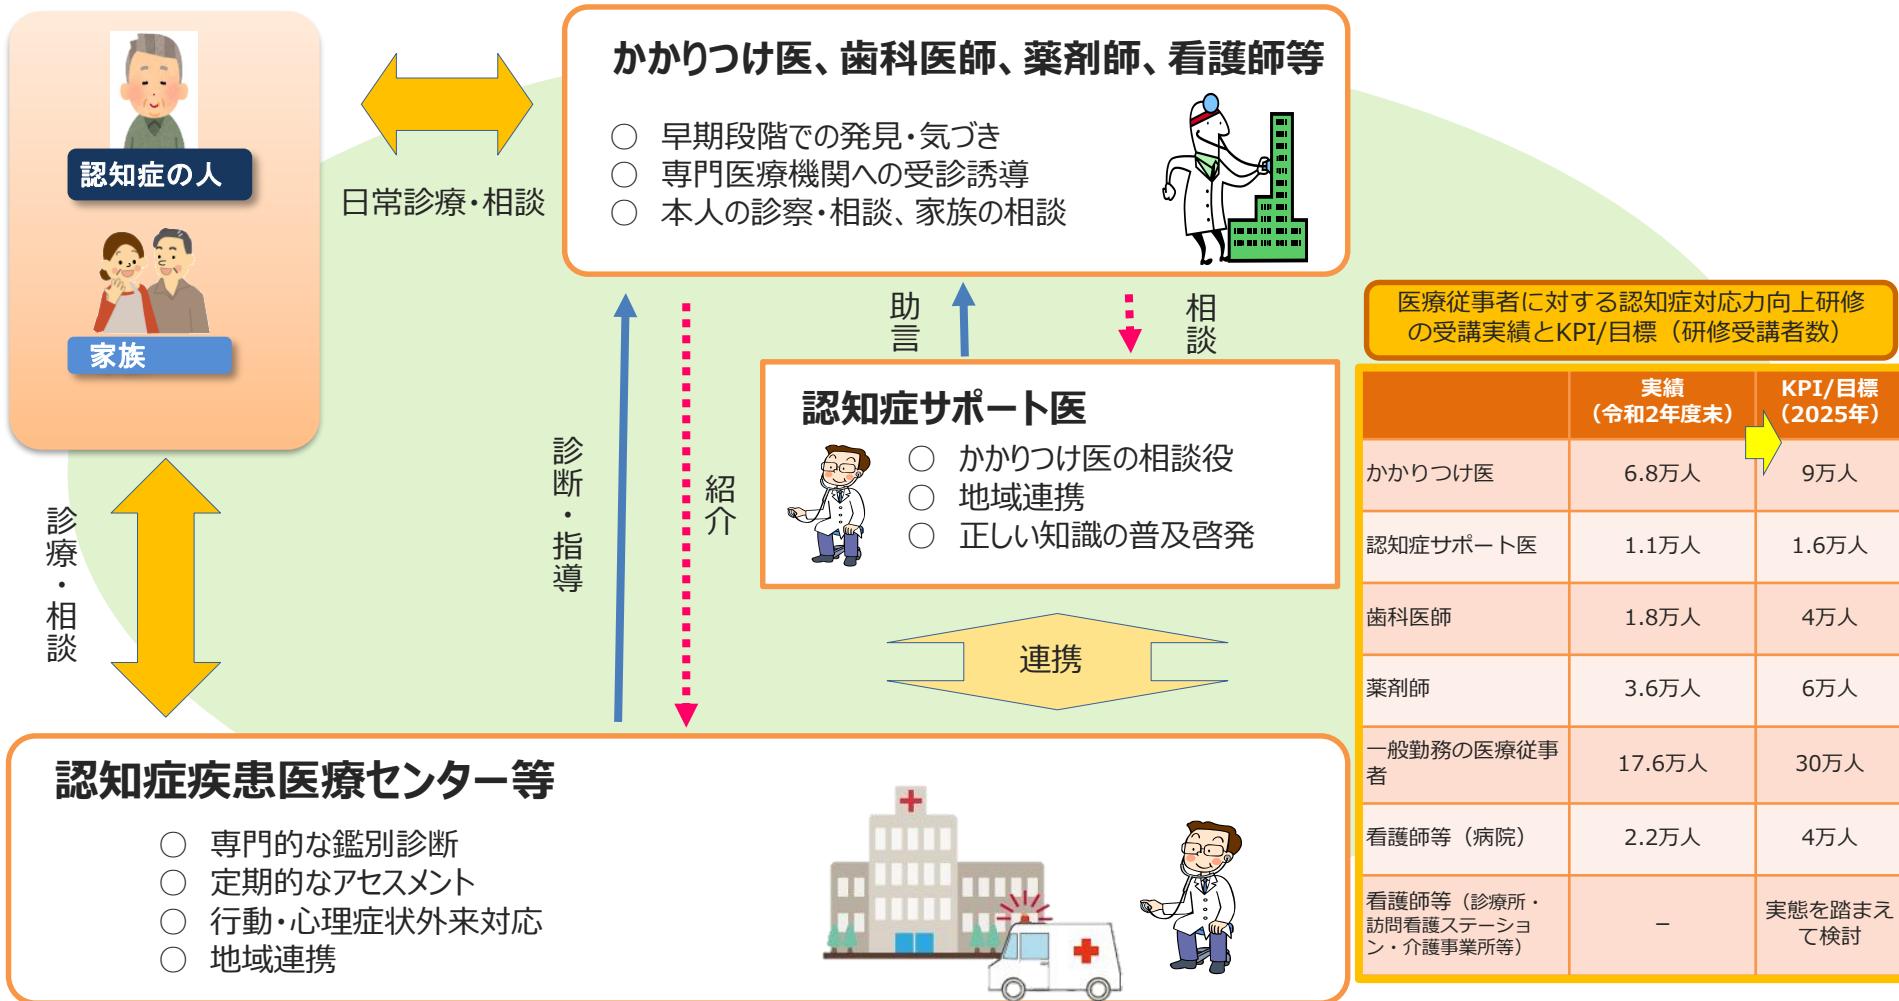 認知症の人
家族
日常診療・相談
かかりつけ医、歯科医師、薬剤師、看護師等
○ 早期段階での発見・気づき
○ 専門医療機関への受診誘導
○ 本人の診察・相談、家族の相談
診療・相談
診断・指導
紹介
助言
相談
認知症サポート医
○ かかりつけ医の相談役
○ 地域連携
○ 正しい知識の普及啓発
連携
認知症疾患医療センター等
○ 専門的な鑑別診断
○ 定期的なアセスメント
○ 行動・心理症状外来対応
○ 地域連携
医療従事者に対する認知症対応力向上研修
の受講実績とKPI/目標（研修受講者数）
実績 KPI/目標
（令和2年度末） （2025年）
かかりつけ医 6.8万人 9万人
認知症サポート医 1.1万人 1.6万人
歯科医師 1.8万人 4万人
薬剤師 3.6万人 6万人
一般勤務の医療従事
者 17.6万人 30万人
看護師等（病院） 2.2万人 4万人
看護師等（診療所・
訪問看護ステーショ
ン・介護事業所等） － 実態を踏まえ
て検討